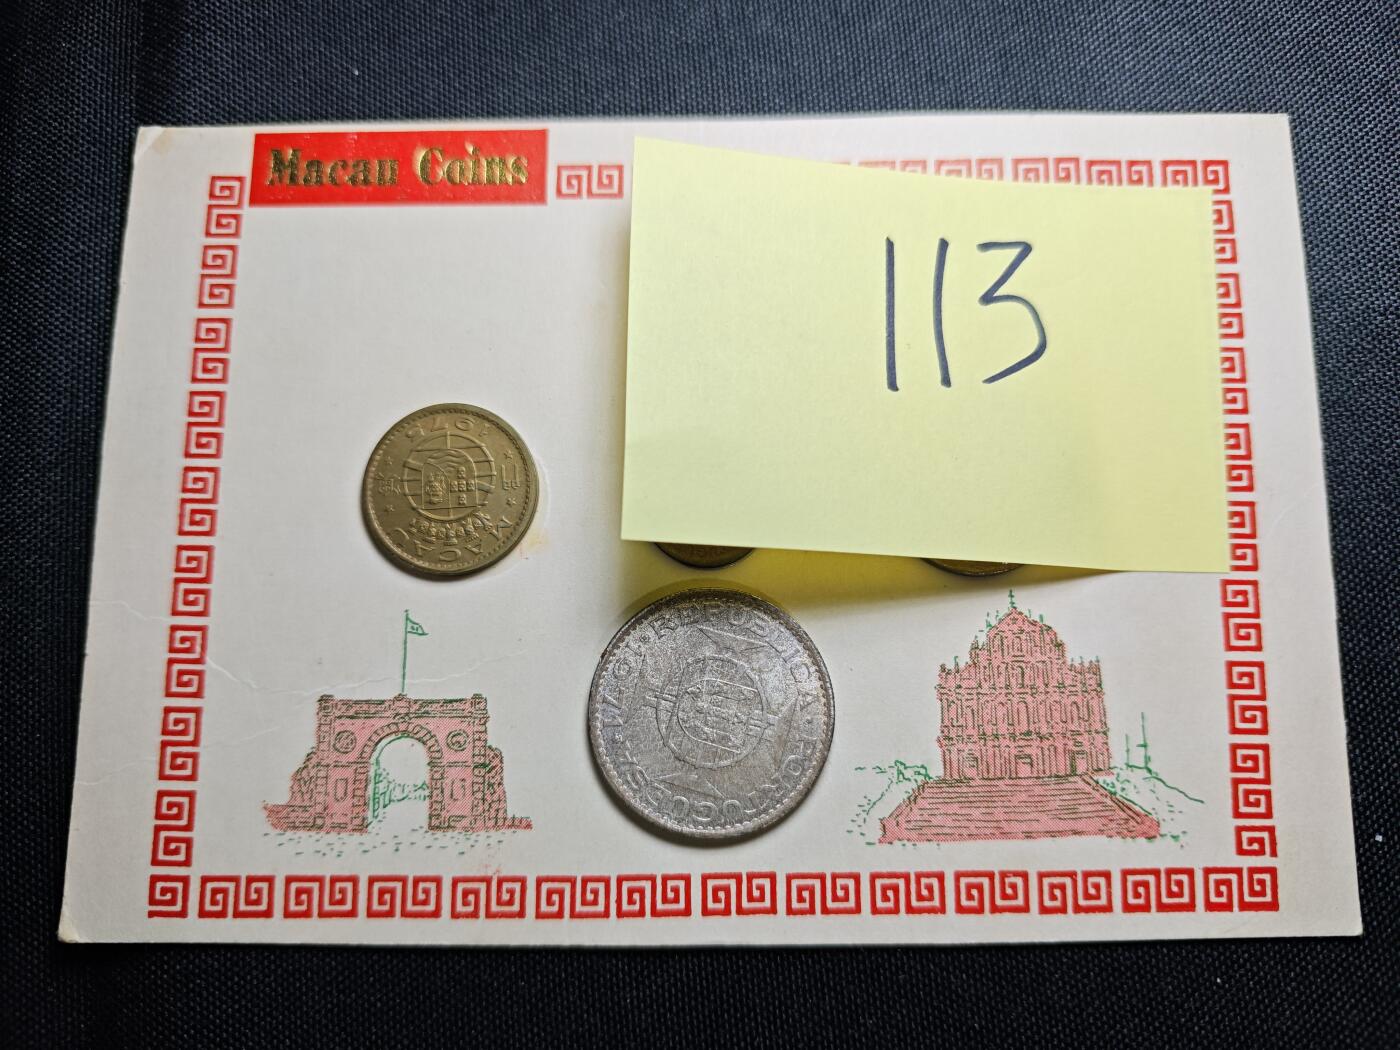 Macau Coins
113
1975
MACAU
REPUBLICA PORTUGUESA